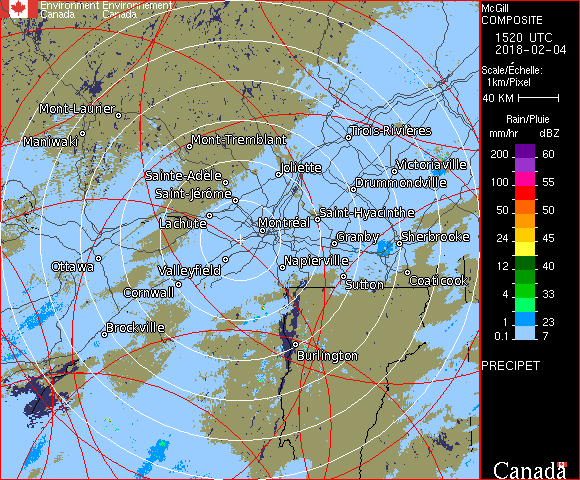 Environment Environnement
Canada Canada
McGill
COMPOSITE
1520 UTC
2018-02-04
Scale/Échelle:
1km/Pixel
40 KM
Rain/Pluie
mm/hr dBZ
200 60
100 55
50 50
24 45
12 40
4 33
1 23
0.1 7
PRECIPET
Canada
Mont-Laurier
Maniwaki
Mont-Tremblant
Trois-Rivières
Sainte-Adèle
Joliette
Victoriaville
Saint-Jérôme
Drummondville
Lachute
Montréal
Saint-Hyacinthe
Granby
Sherbrooke
Ottawa
Valleyfield
Napierville
Cornwall
Sutton
Coaticook
Brockville
Burlington